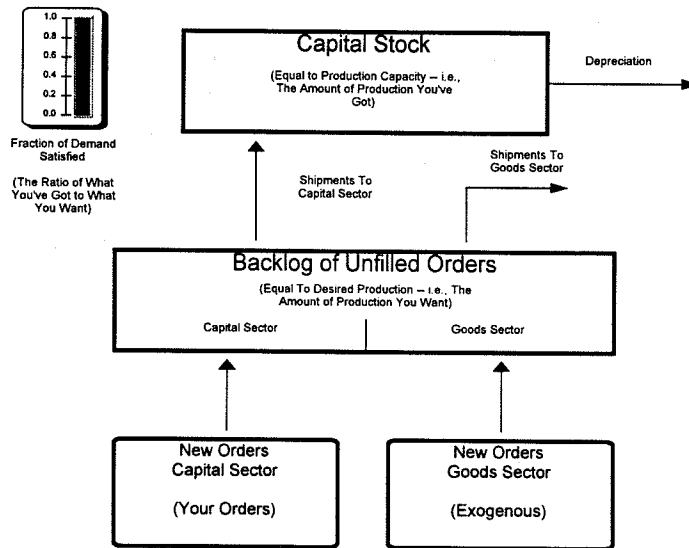 1.0
0.8
0.6
0.4
0.2
0.0
Fraction of Demand
Satisfied
(The Ratio of What
You've Got to What
You Want)
Capital Stock
(Equal to Production Capacity -- i.e.,
The Amount of Production You've
Got)
Depreciation
Shipments To
Capital Sector
Shipments To
Goods Sector
Backlog of Unfilled Orders
(Equal To Desired Production -- i.e., The
Amount of Production You Want)
Capital Sector
Goods Sector
New Orders
Capital Sector
(Your Orders)
New Orders
Goods Sector
(Exogenous)